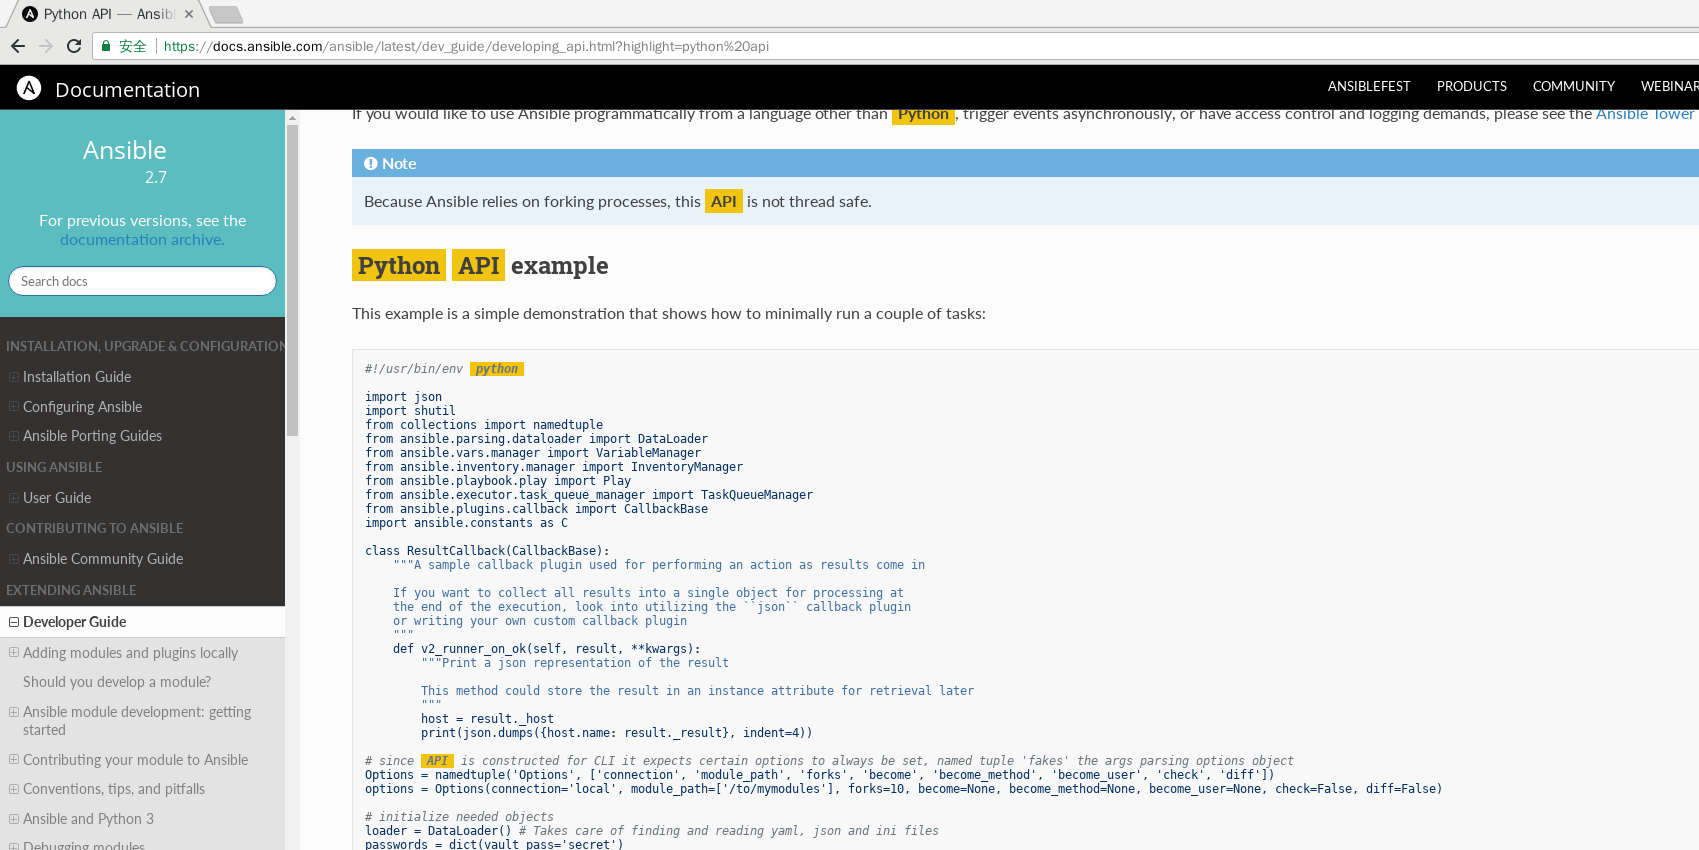 Python API — Ansib
安全 https://docs.ansible.com/ansible/latest/dev_guide/developing_api.html?highlight=python%20api
Documentation
ANSIBLEFEST PRODUCTS COMMUNITY WEBINAR
Ansible
2.7
For previous versions, see the
documentation archive.
Search docs
INSTALLATION, UPGRADE & CONFIGURATION
Installation Guide
Configuring Ansible
Ansible Porting Guides
USING ANSIBLE
User Guide
CONTRIBUTING TO ANSIBLE
Ansible Community Guide
EXTENDING ANSIBLE
Developer Guide
Adding modules and plugins locally
Should you develop a module?
Ansible module development: getting
started
Contributing your module to Ansible
Conventions, tips, and pitfalls
Ansible and Python 3
Debugging modules
If you would like to use Ansible programmatically from a language other than Python, trigger events asynchronously, or have access control and logging demands, please see the Ansible Tower
Note
Because Ansible relies on forking processes, this API is not thread safe.
Python API example
This example is a simple demonstration that shows how to minimally run a couple of tasks:
#!/usr/bin/env python
import json
import shutil
from collections import namedtuple
from ansible.parsing.dataloader import DataLoader
from ansible.vars.manager import VariableManager
from ansible.inventory.manager import InventoryManager
from ansible.playbook.play import Play
from ansible.executor.task_queue_manager import TaskQueueManager
from ansible.plugins.callback import CallbackBase
import ansible.constants as C
class ResultCallback(CallbackBase):
    """A sample callback plugin used for performing an action as results come in
    If you want to collect all results into a single object for processing at
    the end of the execution, look into utilizing the ``json`` callback plugin
    or writing your own custom callback plugin
    """
    def v2_runner_on_ok(self, result, **kwargs):
        """Print a json representation of the result
        This method could store the result in an instance attribute for retrieval later
        """
        host = result._host
        print(json.dumps({host.name: result._result}, indent=4))
# since API is constructed for CLI it expects certain options to always be set, named tuple 'fakes' the args parsing options object
Options = namedtuple('Options', ['connection', 'module_path', 'forks', 'become', 'become_method', 'become_user', 'check', 'diff'])
options = Options(connection='local', module_path=['/to/mymodules'], forks=10, become=None, become_method=None, become_user=None, check=False, diff=False)
# initialize needed objects
loader = DataLoader() # Takes care of finding and reading yaml, json and ini files
passwords = dict(vault_pass='secret')